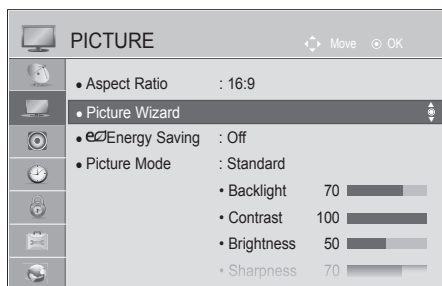 PICTURE Move OK
• Aspect Ratio : 16:9
• Picture Wizard
• eco Energy Saving : Off
• Picture Mode : Standard
• Backlight 70
• Contrast 100
• Brightness 50
• Sharpness 70